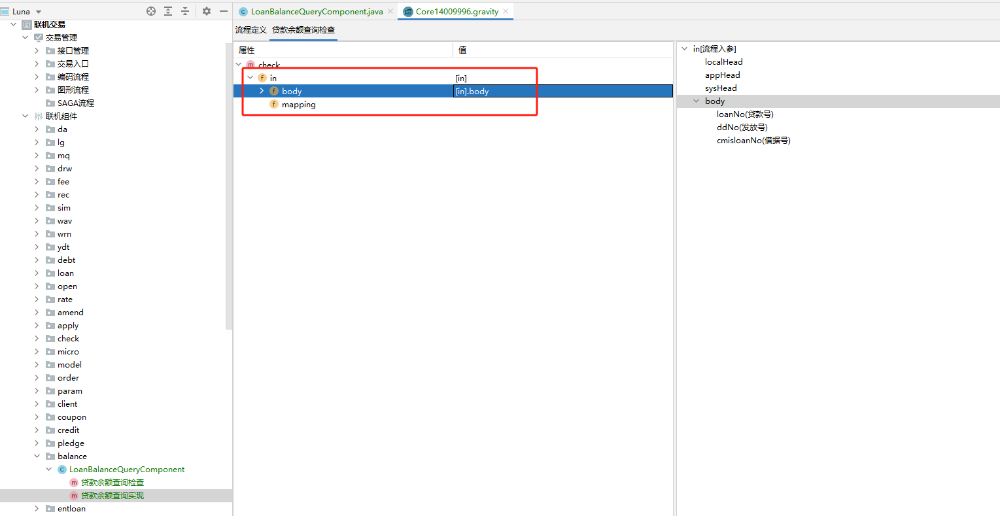 Luna
联机交易
交易管理
接口管理
交易入口
编码流程
图形流程
SAGA流程
联机组件
da
lg
mq
drw
fee
rec
sim
wav
wrn
ydt
debt
loan
open
rate
amend
apply
check
micro
model
order
param
client
coupon
credit
pledge
balance
LoanBalanceQueryComponent
贷款余额查询检查
贷款余额查询实现
entloan
LoanBalanceQueryComponent.java
Core14009996.gravity
流程定义 贷款余额查询检查
属性 值
check
in [in]
body [in].body
mapping
in[流程入参]
localHead
appHead
sysHead
body
loanNo(贷款号)
ddNo(发放号)
cmisloanNo(借据号)